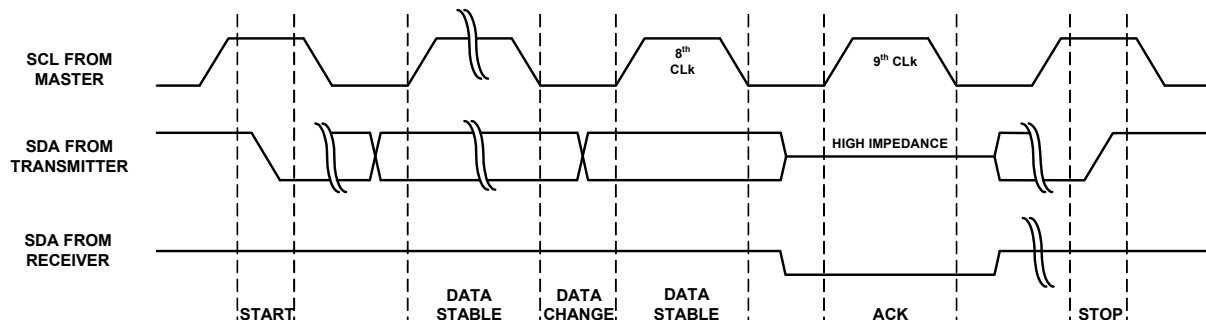 SCL FROM
MASTER
8th
CLk
9th CLk
SDA FROM
TRANSMITTER
HIGH IMPEDANCE
SDA FROM
RECEIVER
START
DATA
STABLE
DATA
CHANGE
DATA
STABLE
ACK
STOP